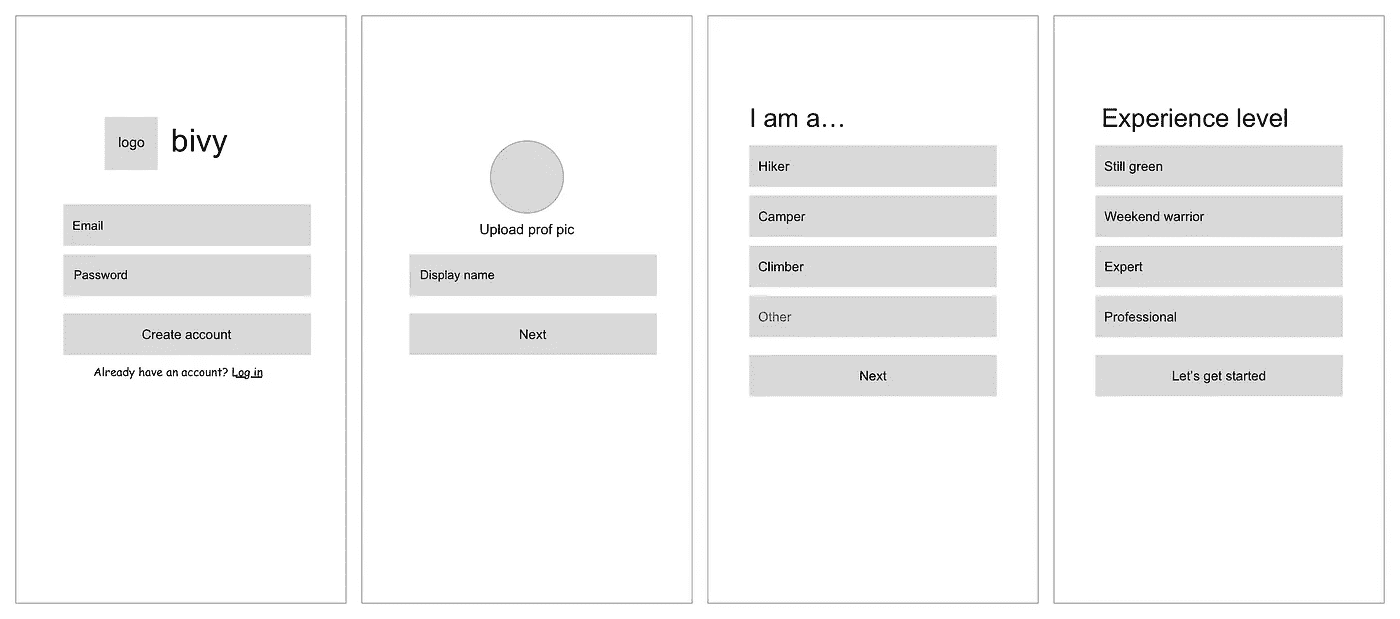 logo
bivy
Email
Password
Create account
Already have an account? Log in
Upload prof pic
Display name
Next
I am a...
Hiker
Camper
Climber
Other
Next
Experience level
Still green
Weekend warrior
Expert
Professional
Let's get started